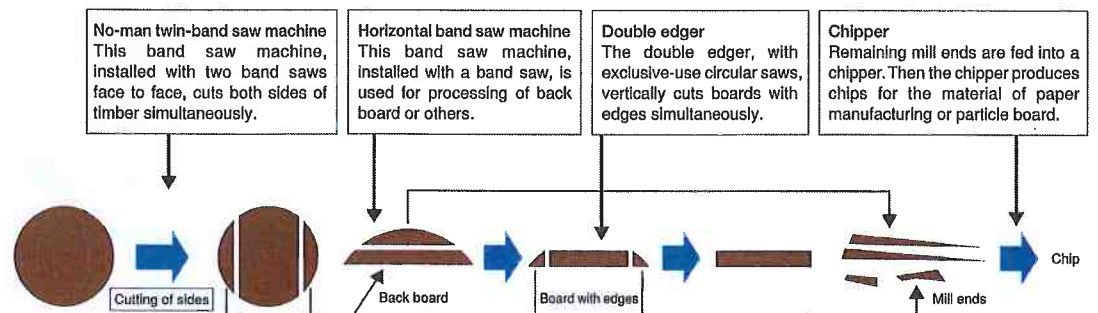 No-man twin-band saw machine
This band saw machine,
installed with two band saws
face to face, cuts both sides of
timber simultaneously.
Horizontal band saw machine
This band saw machine,
installed with a band saw, is
used for processing of back
board or others.
Double edger
The double edger, with
exclusive-use circular saws,
vertically cuts boards with
edges simultaneously.
Chipper
Remaining mill ends are fed into a
chipper. Then the chipper produces
chips for the material of paper
manufacturing or particle board.
Cutting of sides
Back board
Board with edges
Mill ends
Chip